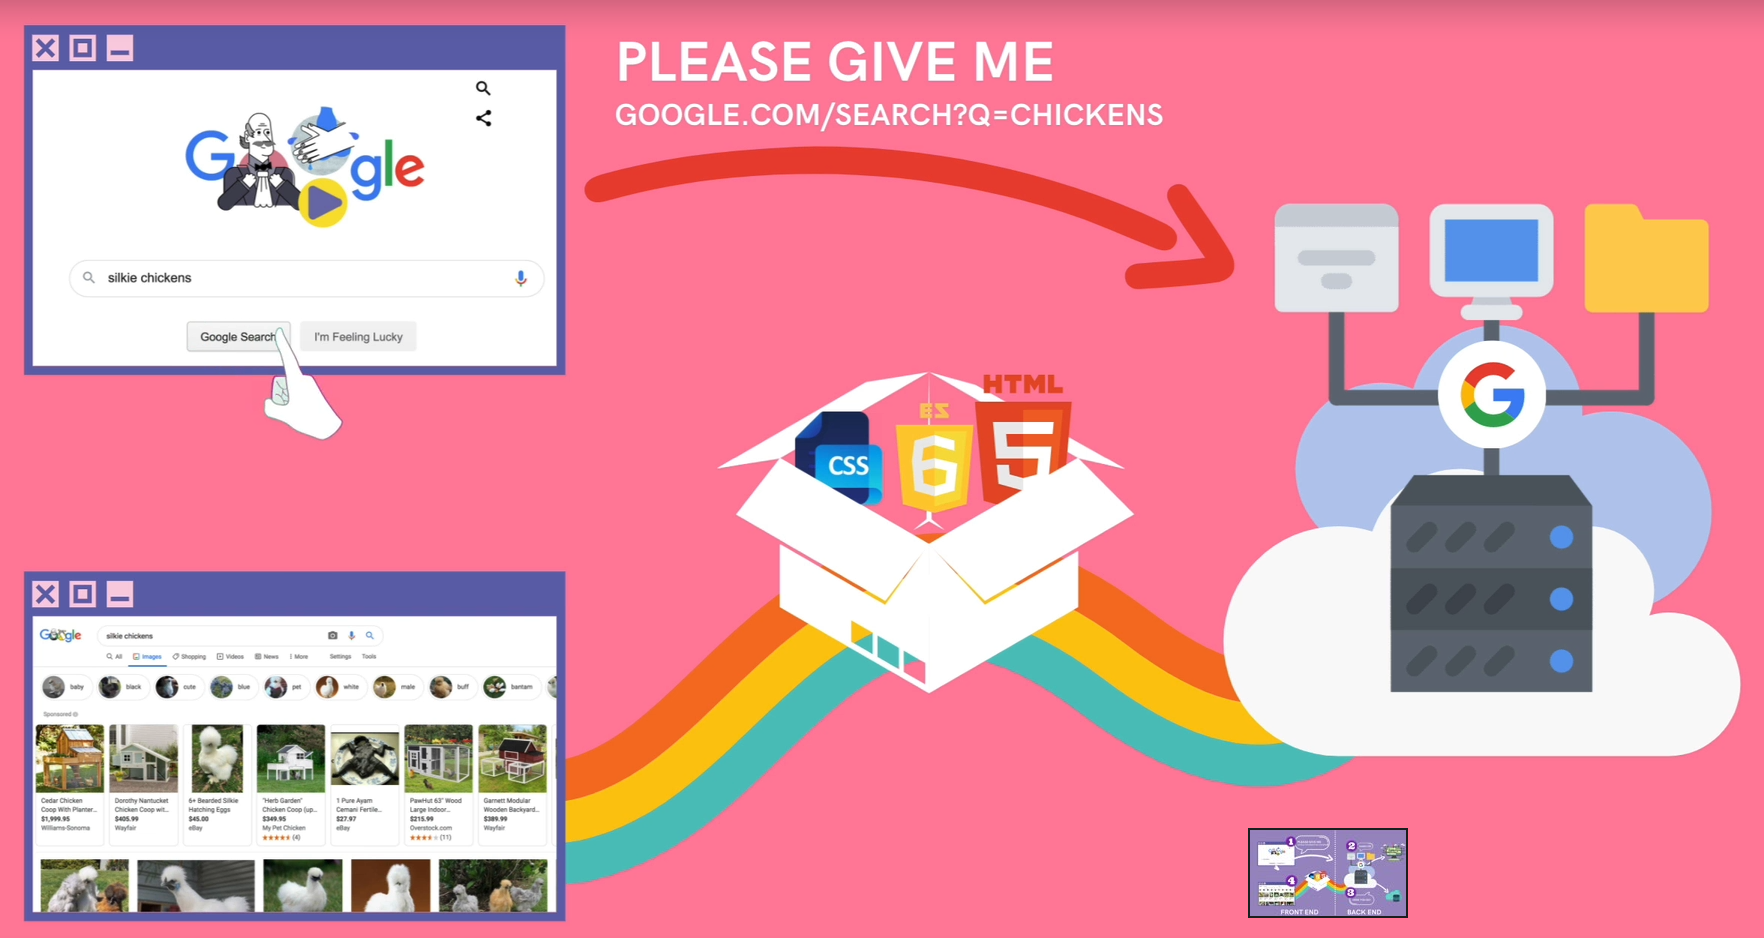 PLEASE GIVE ME
GOOGLE.COM/SEARCH?Q=CHICKENS
Google
silkie chickens
Google Search
I'm Feeling Lucky
HTML
ES
CSS
6
5
G
Google
silkie chickens
All Images Shopping Videos News More Settings Tools
baby black cute blue pet white male buff bantam
Sponsored
Cedar Chicken
Coop With Planter...
$1,999.95
Williams-Sonoma
Dorothy Nantucket
Chicken Coop wit...
$405.99
Wayfair
6+ Bearded Silkie
Hatching Eggs
$45.00
eBay
"Herb Garden"
Chicken Coop (up...
$349.95
My Pet Chicken
(4)
1 Pure Ayam
Cemani Fertile...
$27.97
eBay
PawHut 63" Wood
Large Indoor...
$215.99
Overstock.com
(11)
Garnett Modular
Wooden Backyard...
$389.99
Wayfair
1
2
3
4
FRONT END
BACK END